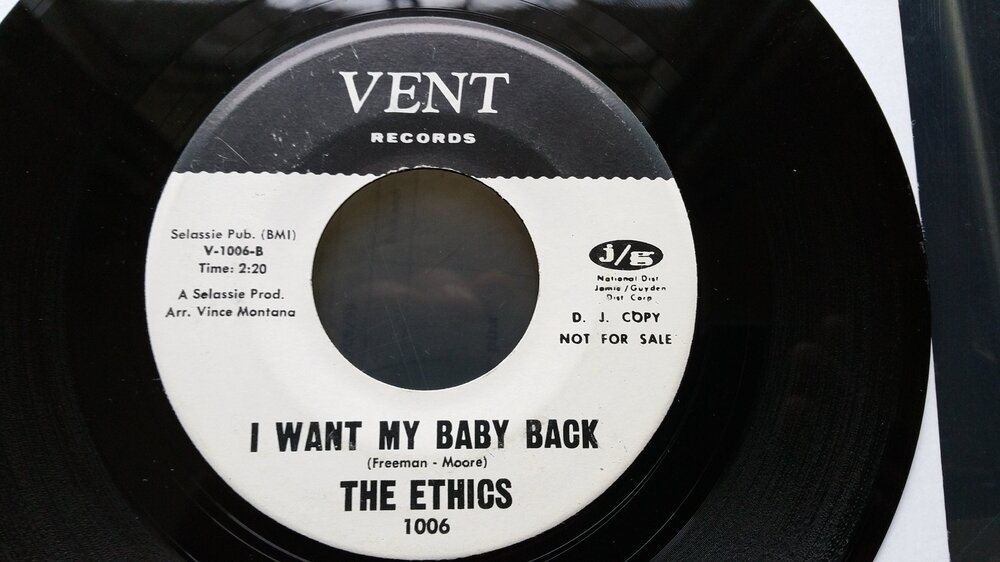 VENT
RECORDS
Selassie Pub. (BMI)
V-1006-B
Time: 2:20
A Selassie Prod.
Arr. Vince Montana
j/g
National Dist
Jamie/Guyden
Dist Corp
D. J. COPY
NOT FOR SALE
I WANT MY BABY BACK
(Freeman - Moore)
THE ETHICS
1006